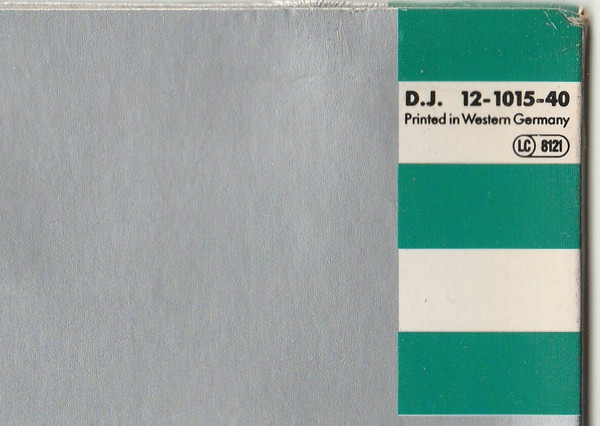 D.J. 12-1015-40
Printed in Western Germany
LC 8121